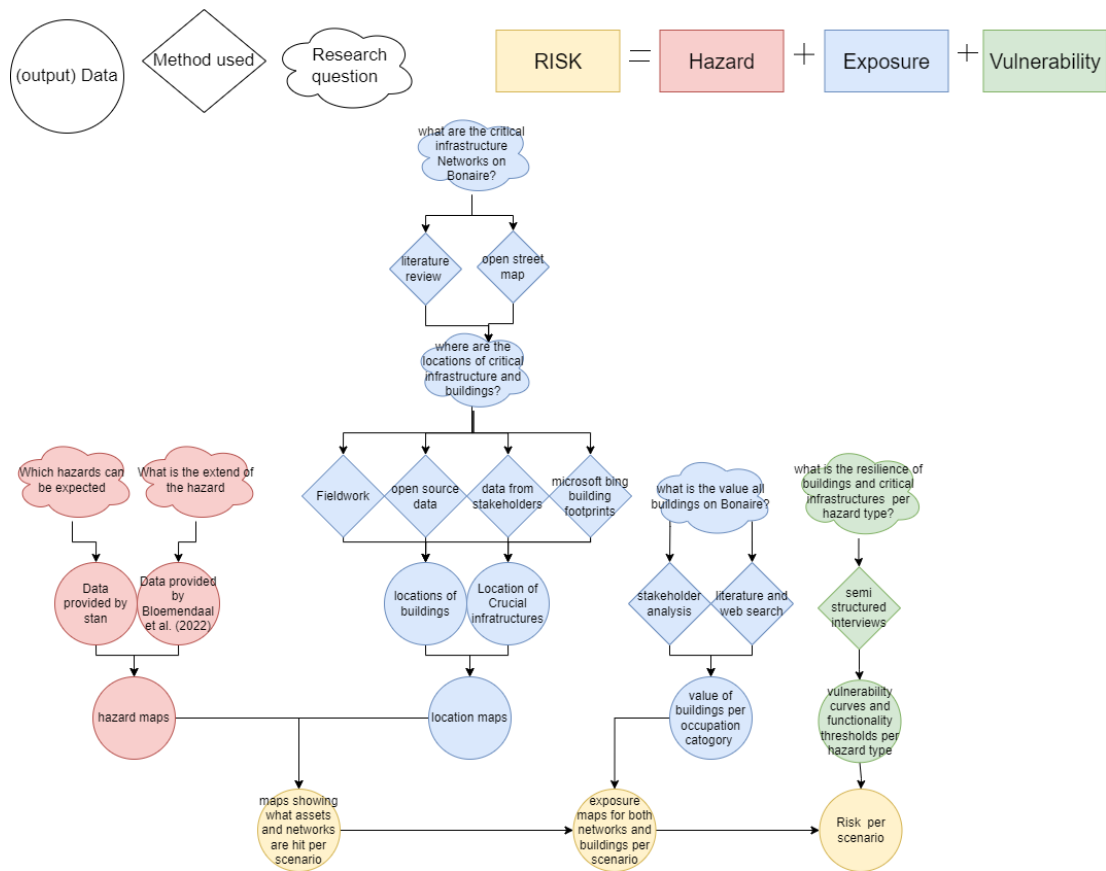 (output) Data
Method used
Research
question
RISK
=
Hazard
+
Exposure
+
Vulnerability
what are the critical
infrastructure
Networks on
Bonaire?
literature
review
open street
map
where are the
locations of critical
infrastructure and
buildings?
Which hazards can
be expected
What is the extend of
the hazard
Fieldwork
open source
data
data from
stakeholders
microsoft bing
building
footprints
what is the value all
buildings on Bonaire?
what is the resilience of
buildings and critical
infrastructures per
hazard type?
Data
provided by
stan
Data provided
by
Bloemendaal
et al. (2022)
locations of
buildings
Location of
Crucial
infratructures
stakeholder
analysis
literature and
web search
semi
structured
interviews
hazard maps
location maps
value of
buildings per
occupation
catogory
vulnerability
curves and
functionality
thresholds per
hazard type
maps showing
what assets
and networks
are hit per
scenario
exposure
maps for both
networks and
buildings per
scenario
Risk per
scenario